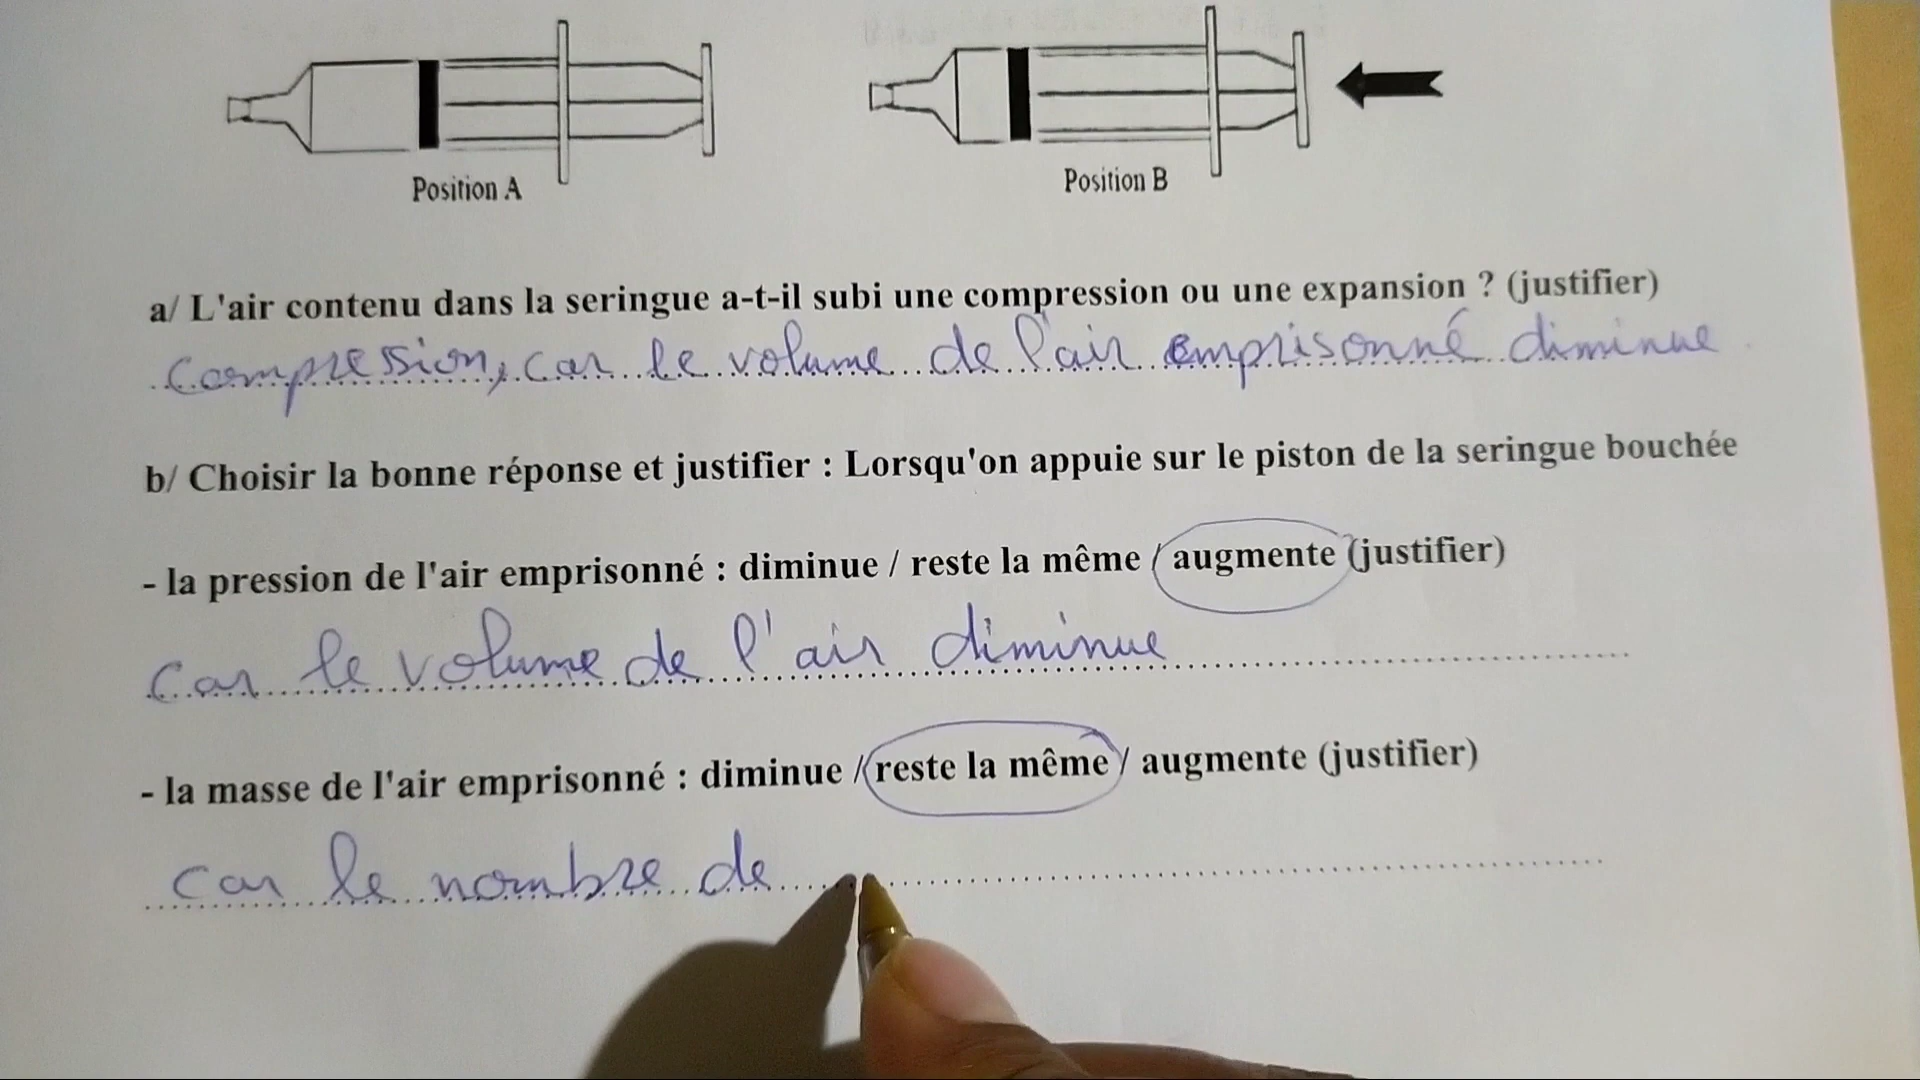 Position A
Position B
a/ L'air contenu dans la seringue a-t-il subi une compression ou une expansion ? (justifier)
Compression, car le volume de l'air emprisonné diminue
b/ Choisir la bonne réponse et justifier : Lorsqu'on appuie sur le piston de la seringue bouchée
- la pression de l'air emprisonné : diminue / reste la même / augmente (justifier)
car le volume de l'air diminue
- la masse de l'air emprisonné : diminue / reste la même / augmente (justifier)
car le nombre de